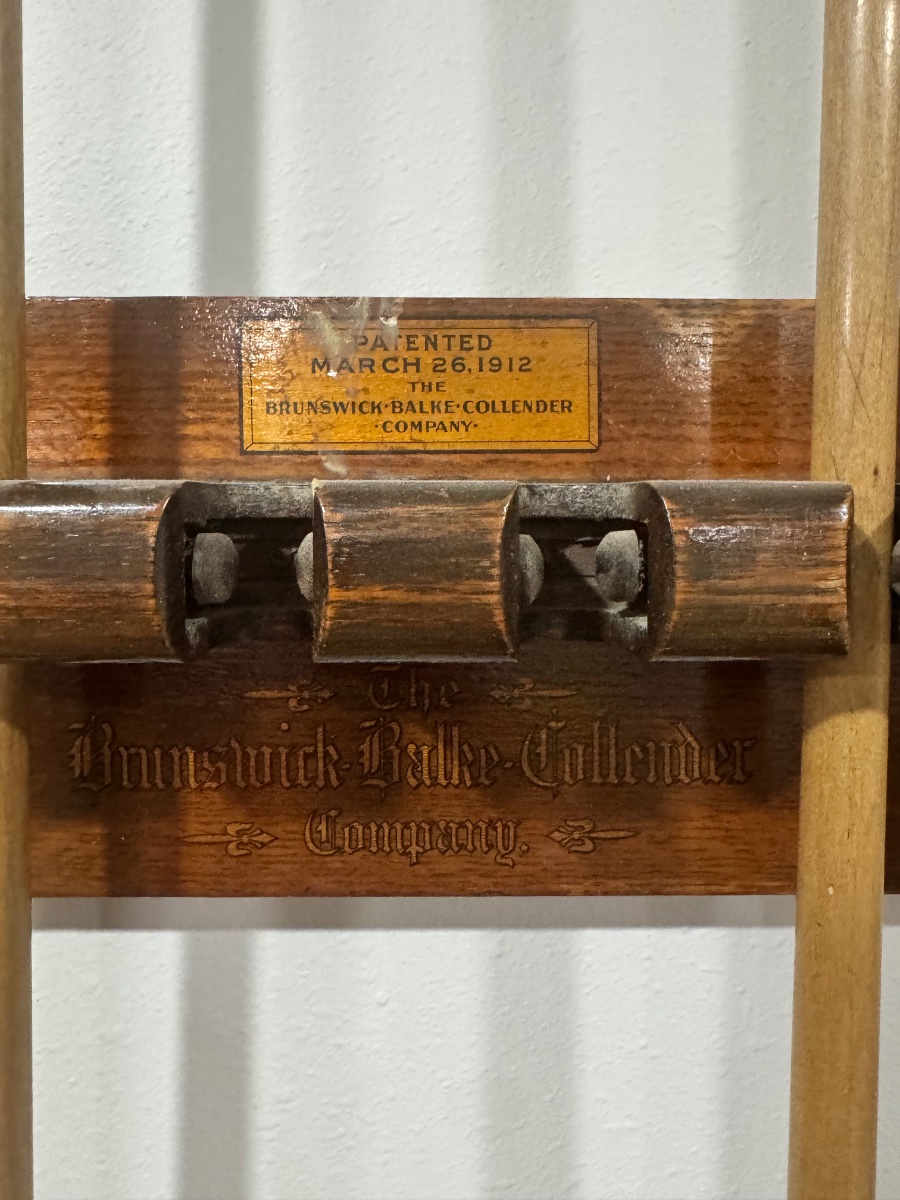 PATENTED
MARCH 26, 1912
THE
BRUNSWICK·BALKE·COLLENDER
·COMPANY·
The
Brunswick-Balke-Collender
Company.